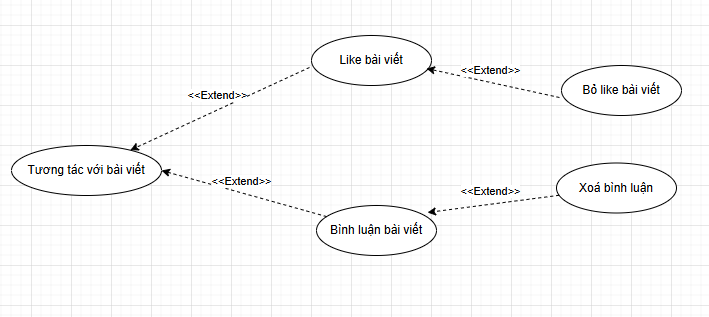 Like bài viết
<<Extend>>
Bỏ like bài viết
<<Extend>>
Tương tác với bài viết
<<Extend>>
Xoá bình luận
<<Extend>>
Bình luận bài viết